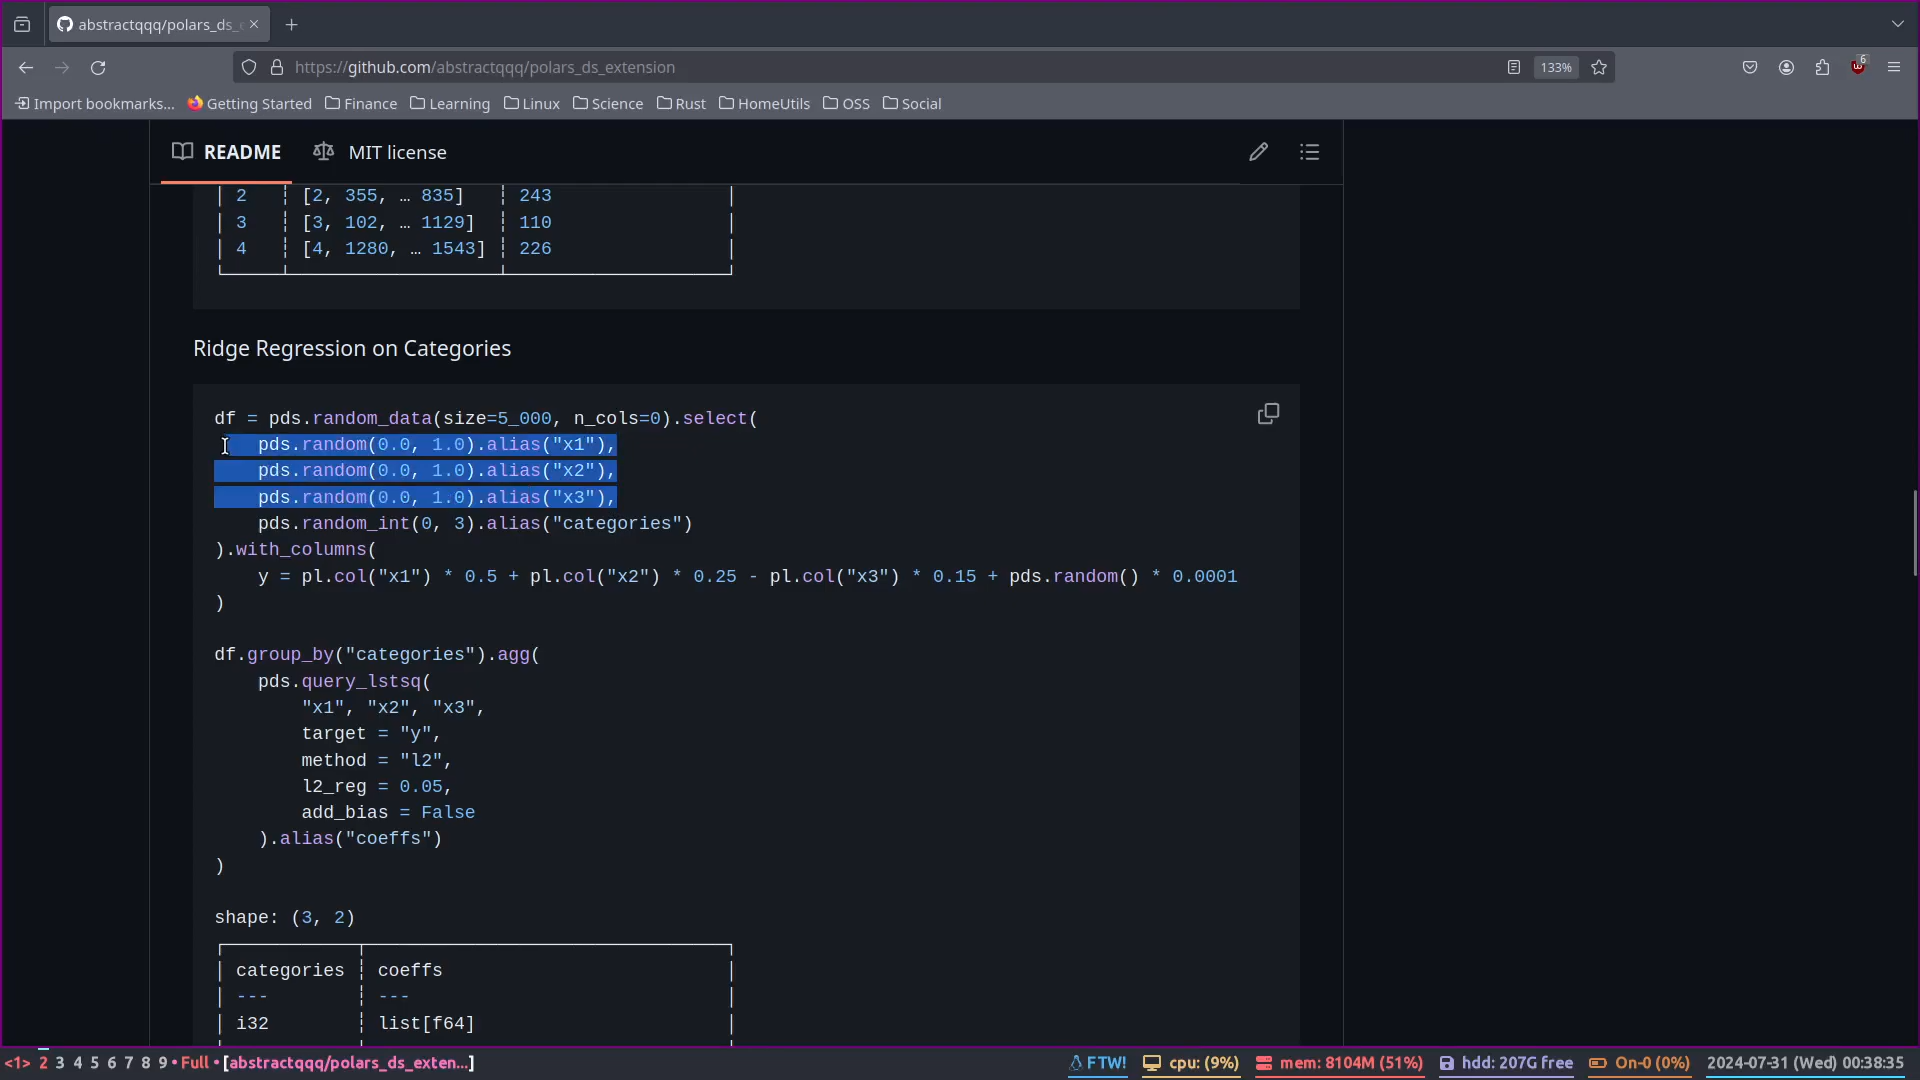 abstractqqq/polars_ds_
https://github.com/abstractqqq/polars_ds_extension
133%
6
Import bookmarks...
Getting Started
Finance
Learning
Linux
Science
Rust
HomeUtils
OSS
Social
README
MIT license
│ 2 ┆ [2, 355, … 835] ┆ 243 │
│ 3 ┆ [3, 102, … 1129] ┆ 110 │
│ 4 ┆ [4, 1280, … 1543] ┆ 226 │
Ridge Regression on Categories
df = pds.random_data(size=5_000, n_cols=0).select(
pds.random(0.0, 1.0).alias("x1"),
pds.random(0.0, 1.0).alias("x2"),
pds.random(0.0, 1.0).alias("x3"),
pds.random_int(0, 3).alias("categories")
).with_columns(
y = pl.col("x1") * 0.5 + pl.col("x2") * 0.25 - pl.col("x3") * 0.15 + pds.random() * 0.0001
)
df.group_by("categories").agg(
pds.query_lstsq(
"x1", "x2", "x3",
target = "y",
method = "l2",
l2_reg = 0.05,
add_bias = False
).alias("coeffs")
)
shape: (3, 2)
│ categories ┆ coeffs │
│ --- ┆ --- │
│ i32 ┆ list[f64] │
<1> 2 3 4 5 6 7 8 9 • Full • [abstractqqq/polars_ds_exten...]
FTW!
cpu: (9%)
mem: 8104M (51%)
hdd: 207G free
On-0 (0%)
2024-07-31 (Wed) 00:38:35